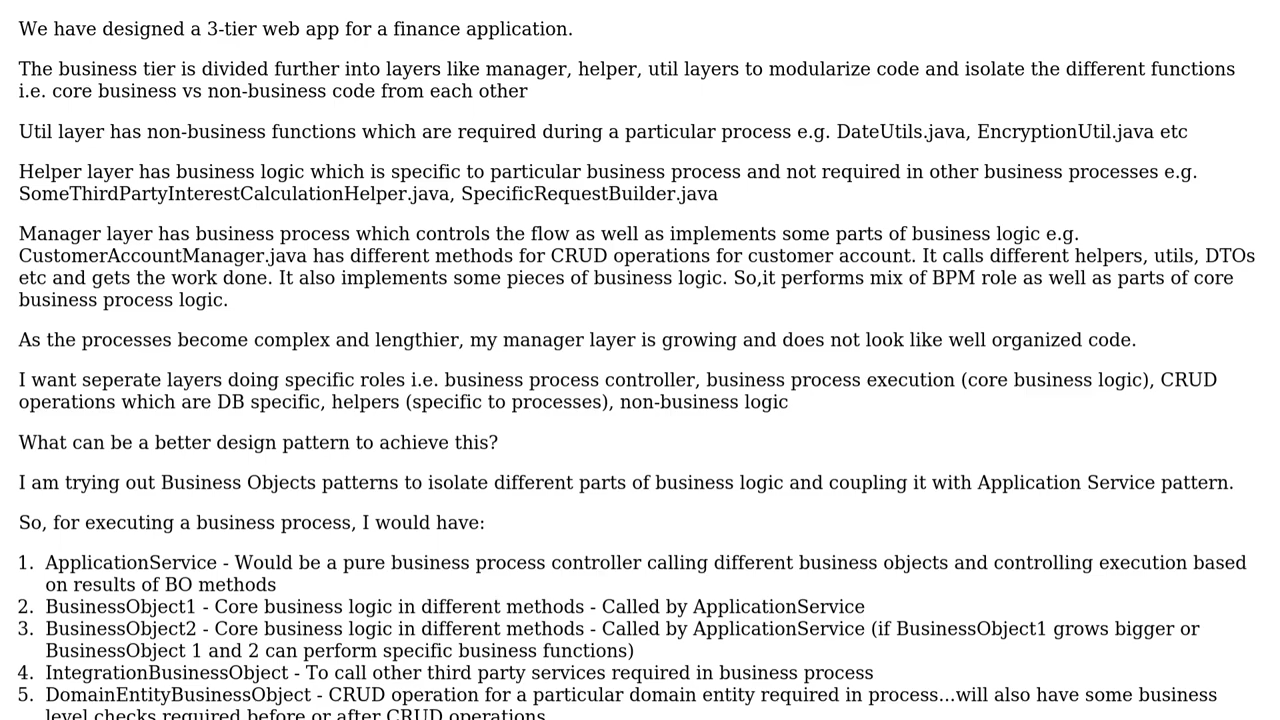 We have designed a 3-tier web app for a finance application.
The business tier is divided further into layers like manager, helper, util layers to modularize code and isolate the different functions
i.e. core business vs non-business code from each other
Util layer has non-business functions which are required during a particular process e.g. DateUtils.java, EncryptionUtil.java etc
Helper layer has business logic which is specific to particular business process and not required in other business processes e.g.
SomeThirdPartyInterestCalculationHelper.java, SpecificRequestBuilder.java
Manager layer has business process which controls the flow as well as implements some parts of business logic e.g.
CustomerAccountManager.java has different methods for CRUD operations for customer account. It calls different helpers, utils, DTOs
etc and gets the work done. It also implements some pieces of business logic. So,it performs mix of BPM role as well as parts of core
business process logic.
As the processes become complex and lengthier, my manager layer is growing and does not look like well organized code.
I want seperate layers doing specific roles i.e. business process controller, business process execution (core business logic), CRUD
operations which are DB specific, helpers (specific to processes), non-business logic
What can be a better design pattern to achieve this?
I am trying out Business Objects patterns to isolate different parts of business logic and coupling it with Application Service pattern.
So, for executing a business process, I would have:
1. ApplicationService - Would be a pure business process controller calling different business objects and controlling execution based
on results of BO methods
2. BusinessObject1 - Core business logic in different methods - Called by ApplicationService
3. BusinessObject2 - Core business logic in different methods - Called by ApplicationService (if BusinessObject1 grows bigger or
BusinessObject 1 and 2 can perform specific business functions)
4. IntegrationBusinessObject - To call other third party services required in business process
5. DomainEntityBusinessObject - CRUD operation for a particular domain entity required in process...will also have some business
level checks required before or after CRUD operations